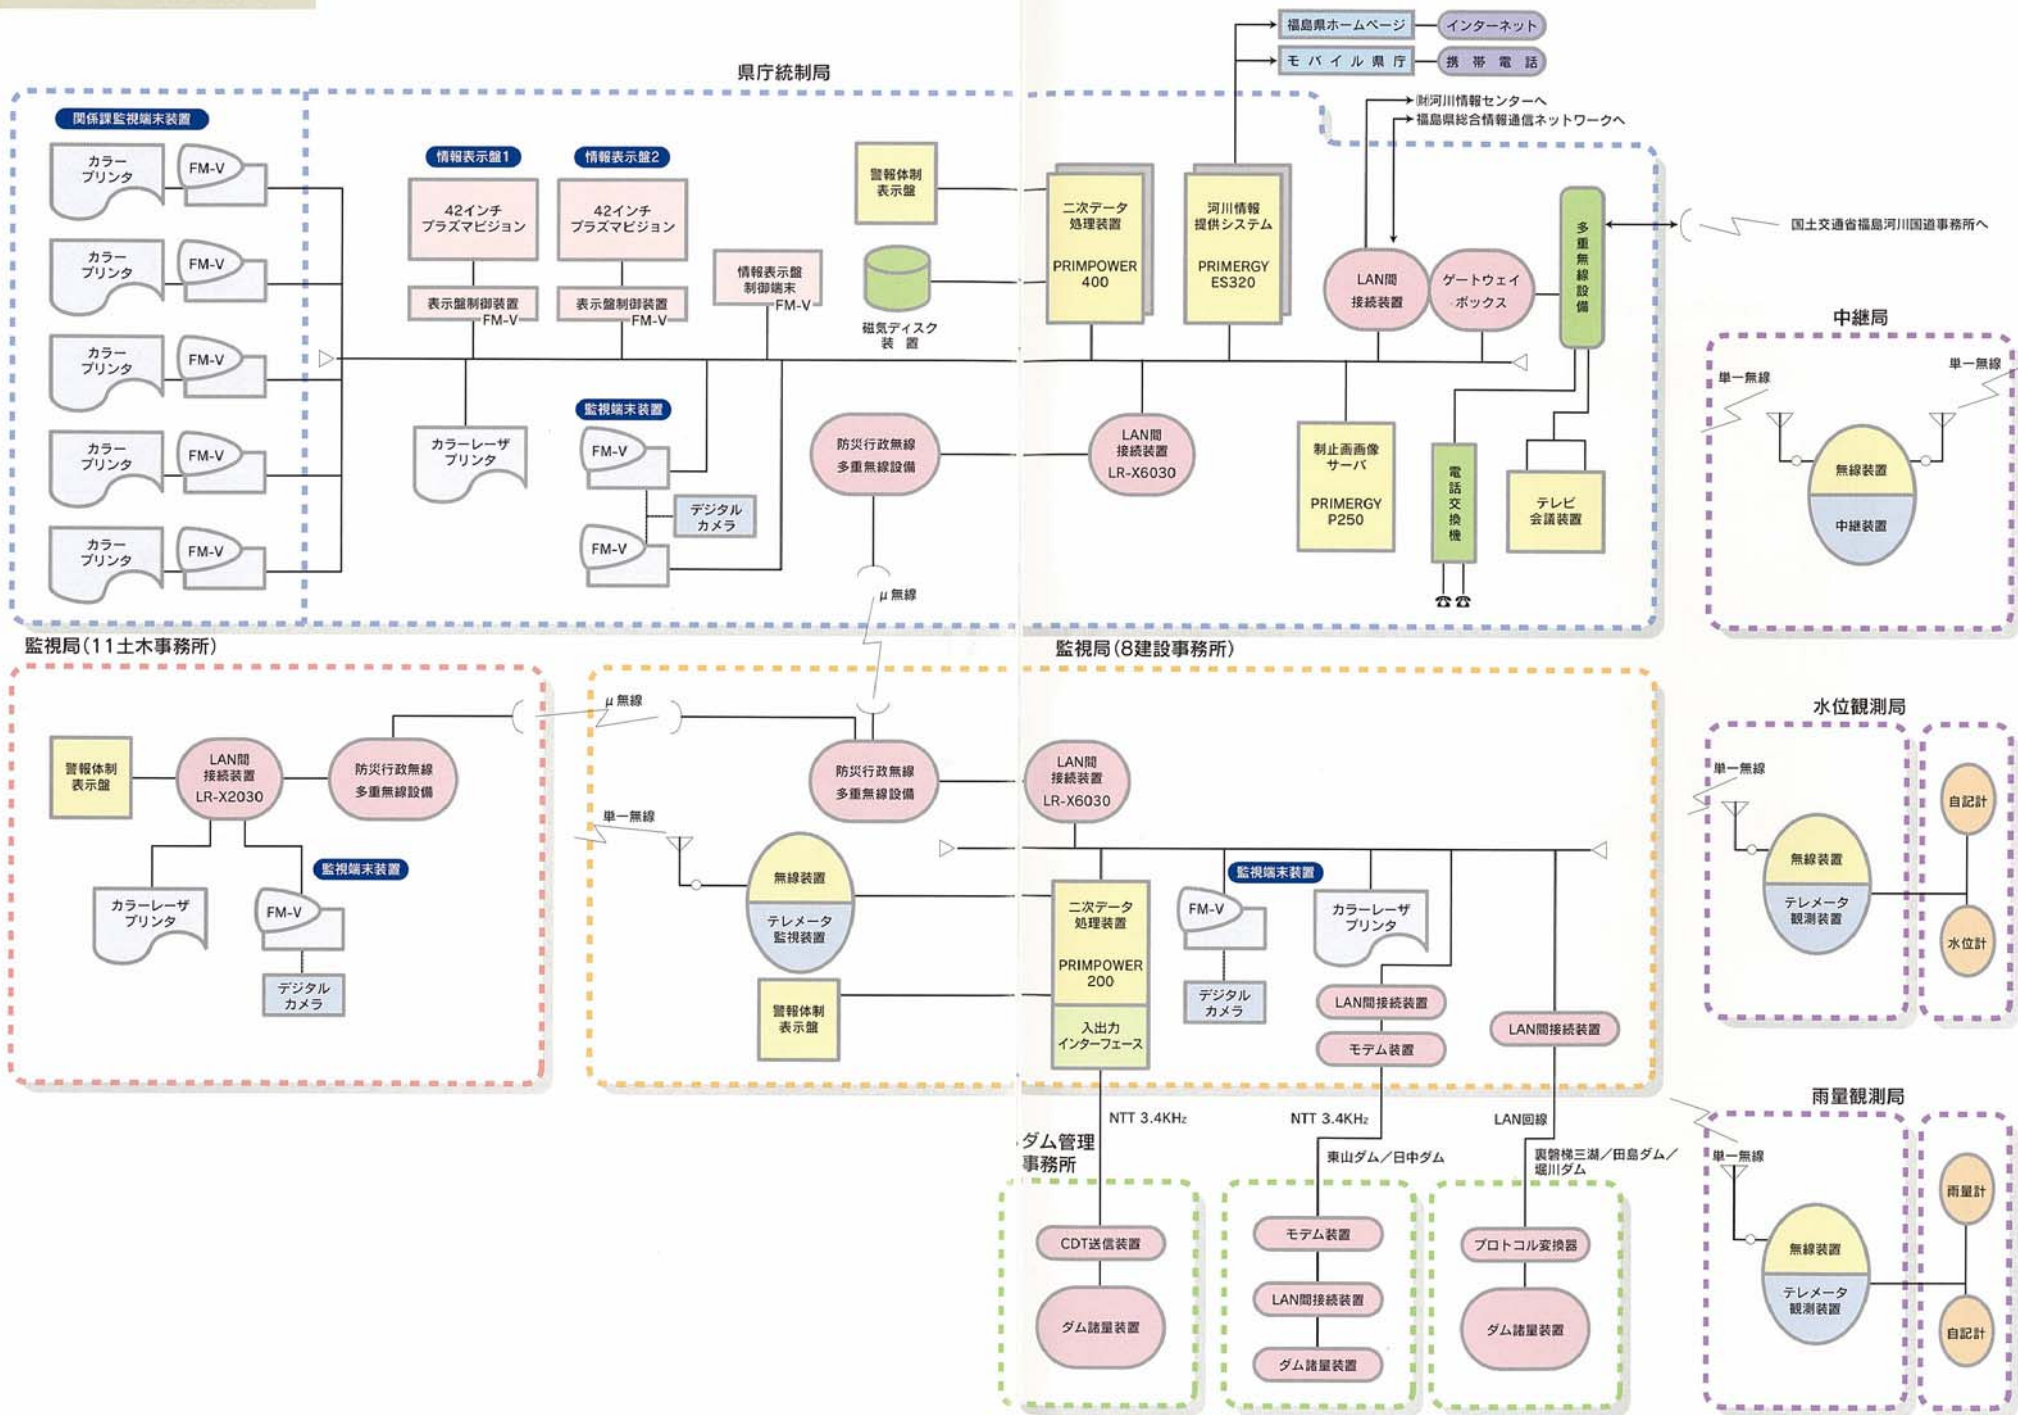 福島県ホームページ
インターネット
モバイル県庁
携帯電話
県庁統制局
㈶河川情報センターへ
福島県総合情報通信ネットワークへ
関係課監視端末装置
カラー
プリンタ
FM-V
カラー
プリンタ
FM-V
カラー
プリンタ
FM-V
カラー
プリンタ
FM-V
カラー
プリンタ
FM-V
情報表示盤1
42インチ
プラズマビジョン
表示盤制御装置
FM-V
情報表示盤2
42インチ
プラズマビジョン
表示盤制御装置
FM-V
情報表示盤
制御端末
FM-V
警報体制
表示盤
磁気ディスク
装 置
二次データ
処理装置
PRIMPOWER
400
河川情報
提供システム
PRIMERGY
ES320
LAN間
接続装置
ゲートウェイ
ボックス
多重無線設備
国土交通省福島河川国道事務所へ
カラーレーザ
プリンタ
監視端末装置
FM-V
デジタル
カメラ
FM-V
防災行政無線
多重無線設備
LAN間
接続装置
LR-X6030
制止画画像
サーバ
PRIMERGY
P250
電話交換機
テレビ
会議装置
μ無線
中継局
単一無線
単一無線
無線装置
中継装置
監視局(11土木事務所)
警報体制
表示盤
LAN間
接続装置
LR-X2030
防災行政無線
多重無線設備
カラーレーザ
プリンタ
監視端末装置
FM-V
デジタル
カメラ
μ無線
監視局(8建設事務所)
防災行政無線
多重無線設備
LAN間
接続装置
LR-X6030
単一無線
無線装置
テレメータ
監視装置
警報体制
表示盤
二次データ
処理装置
PRIMPOWER
200
入出力
インターフェース
監視端末装置
FM-V
デジタル
カメラ
カラーレーザ
プリンタ
LAN間接続装置
モデム装置
LAN間接続装置
水位観測局
単一無線
無線装置
テレメータ
観測装置
自記計
水位計
NTT 3.4KHz
NTT 3.4KHz
LAN回線
ダム管理
事務所
東山ダム/日中ダム
裏磐梯三湖/田島ダム/
堀川ダム
CDT送信装置
ダム諸量装置
モデム装置
LAN間接続装置
ダム諸量装置
プロトコル変換器
ダム諸量装置
雨量観測局
単一無線
無線装置
テレメータ
観測装置
雨量計
自記計